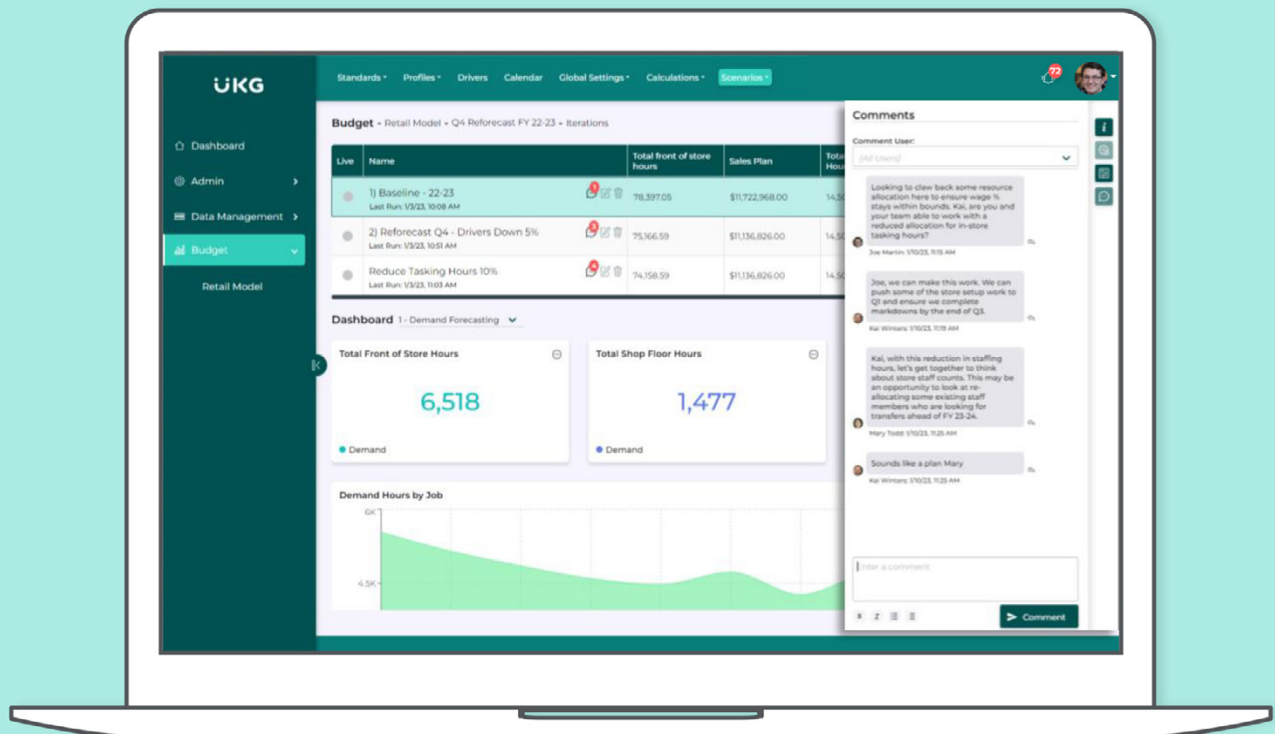 UKG
Dashboard
Admin
Data Management
Budget
Retail Model
Standards
Profiles
Drivers
Calendar
Global Settings
Calculations
Scenarios
72
Budget - Retail Model - Q4 Reforecast FY 22-23 - Iterations
Live
Name
Total front of store
hours
Sales Plan
1) Baseline - 22-23
Last Run: 1/3/23, 10:08 AM
1
78,397.05
$11,722,968.00
2) Reforecast Q4 - Drivers Down 5%
Last Run: 1/3/23, 10:51 AM
3
75,166.59
$11,136,826.00
Reduce Tasking Hours 10%
Last Run: 1/3/23, 11:03 AM
4
74,158.59
$11,136,826.00
Dashboard 1 - Demand Forecasting
Total Front of Store Hours
6,518
Demand
Total Shop Floor Hours
1,477
Demand
Demand Hours by Job
6K
4.5K
Comments
Comment User:
[All Users]
Looking to claw back some resource
allocation here to ensure wage %
stays within bounds. Kai, are you and
your team able to work with a
reduced allocation for in-store
tasking hours?
Joe Martin: 1/10/23, 11:15 AM
Joe, we can make this work. We can
push some of the store setup work to
Q1 and ensure we complete
markdowns by the end of Q3.
Kai Winters: 1/10/23, 11:19 AM
Kai, with this reduction in staffing
hours, let's get together to think
about store staff counts. This may be
an opportunity to look at re-
allocating some existing staff
members who are looking for
transfers ahead of FY 23-24.
Mary Todd: 1/10/23, 11:25 AM
Sounds like a plan Mary
Kai Winters: 1/10/23, 11:25 AM
Enter a comment
B
I
Comment